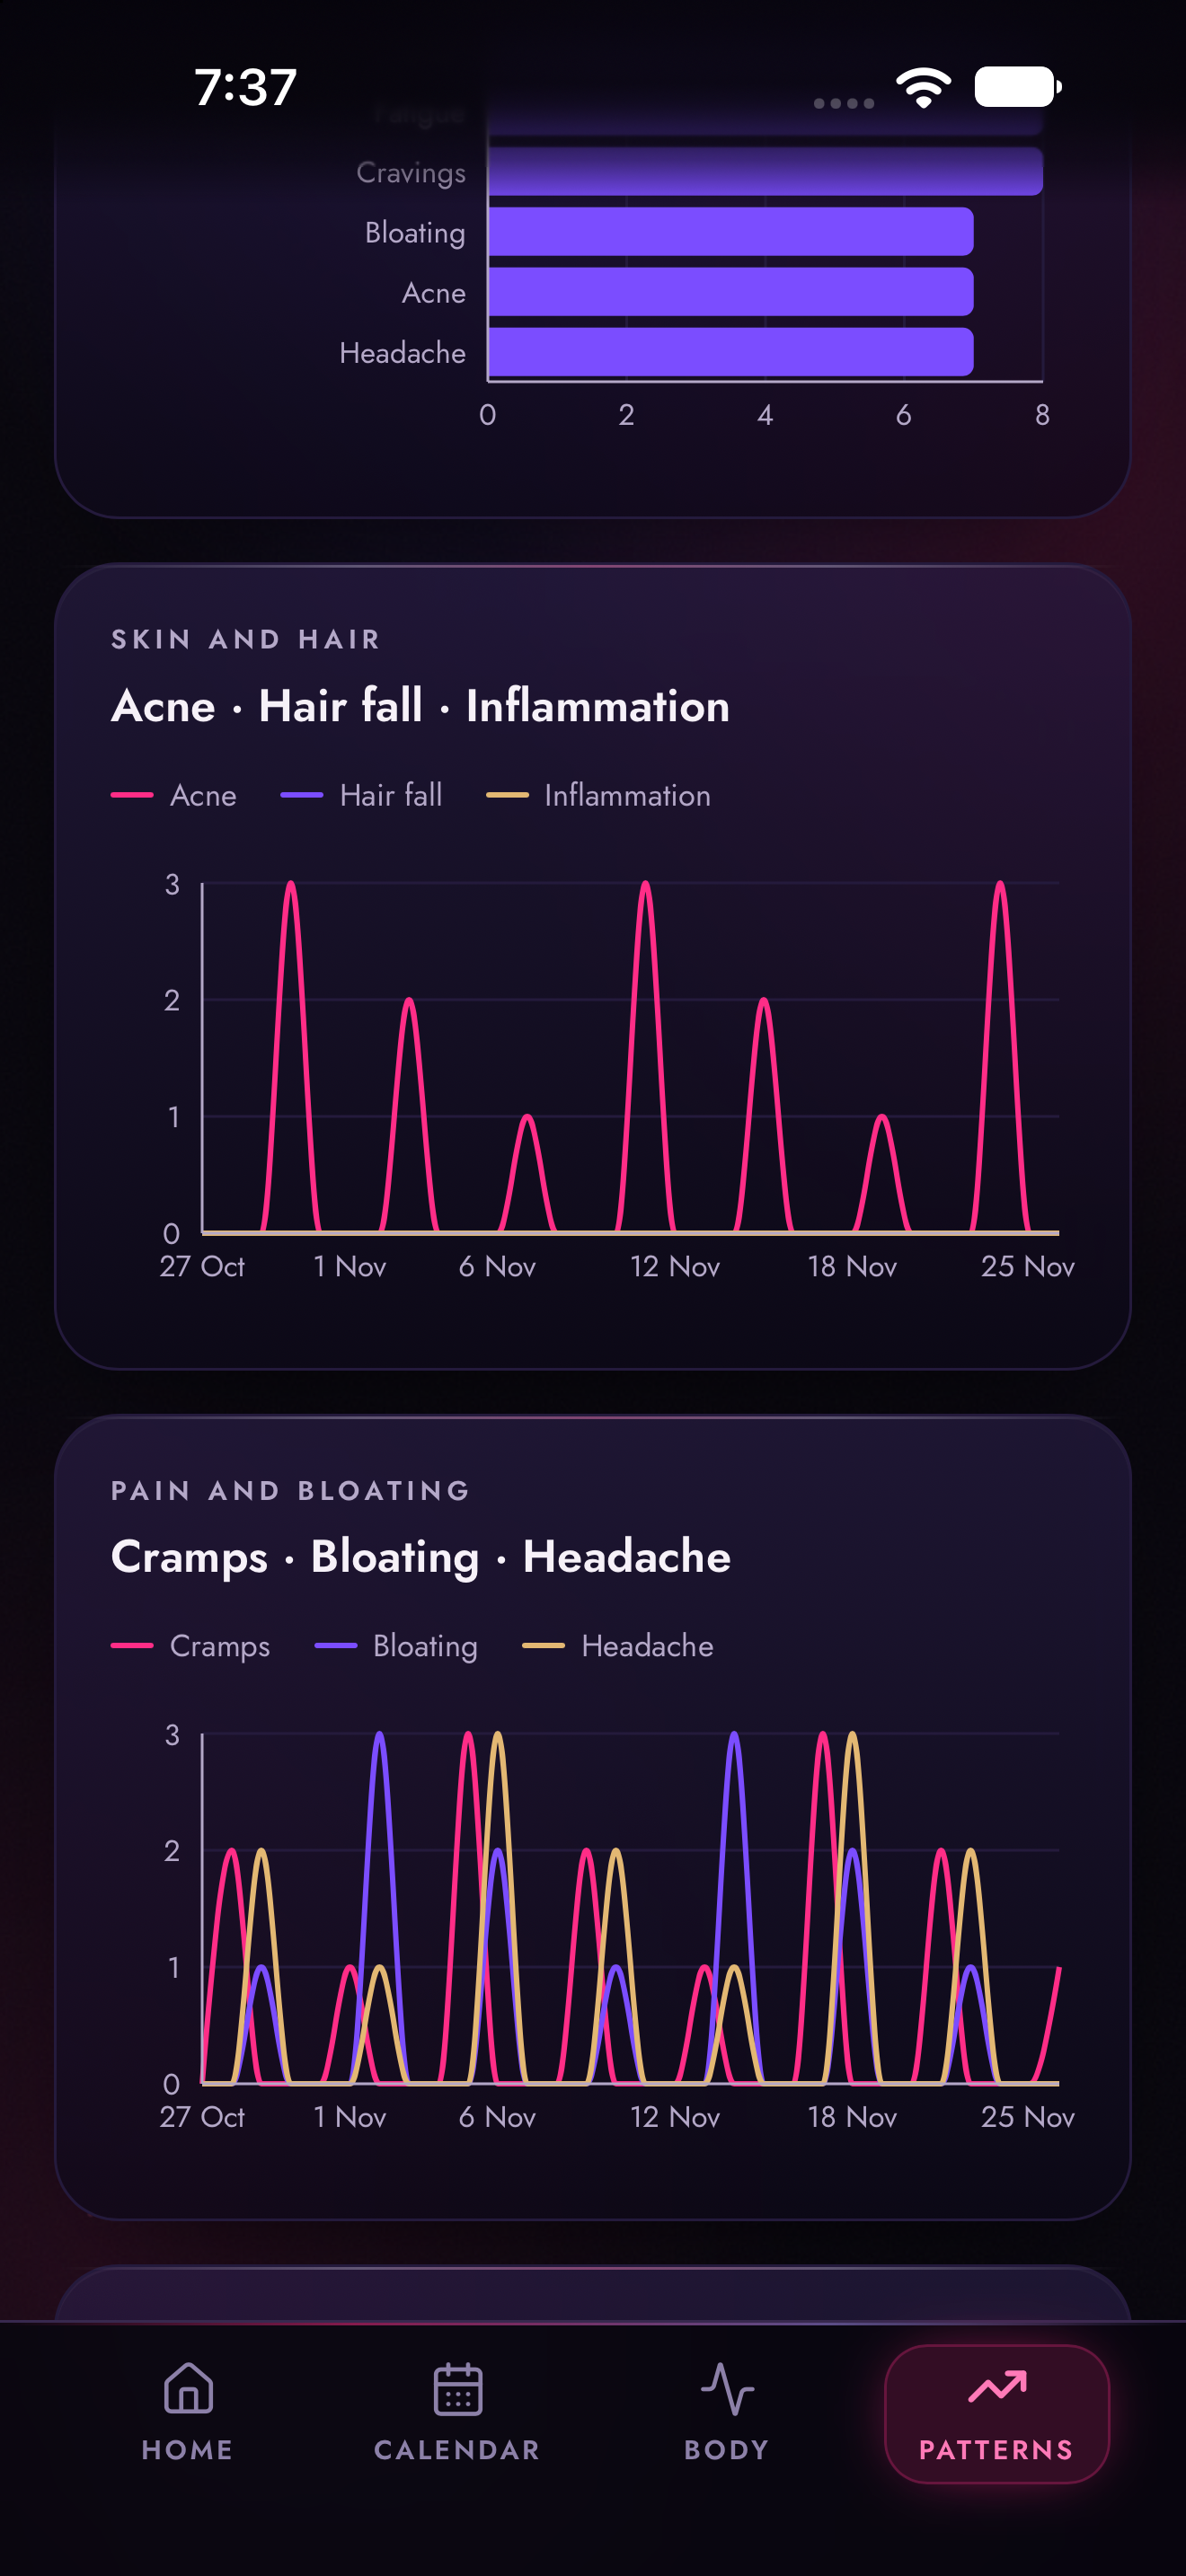 7:37
Fatigue
Cravings
Bloating
Acne
Headache
0 2 4 6 8
SKIN AND HAIR
Acne · Hair fall · Inflammation
Acne Hair fall Inflammation
3
2
1
0
27 Oct 1 Nov 6 Nov 12 Nov 18 Nov 25 Nov
PAIN AND BLOATING
Cramps · Bloating · Headache
Cramps Bloating Headache
3
2
1
0
27 Oct 1 Nov 6 Nov 12 Nov 18 Nov 25 Nov
HOME CALENDAR BODY PATTERNS